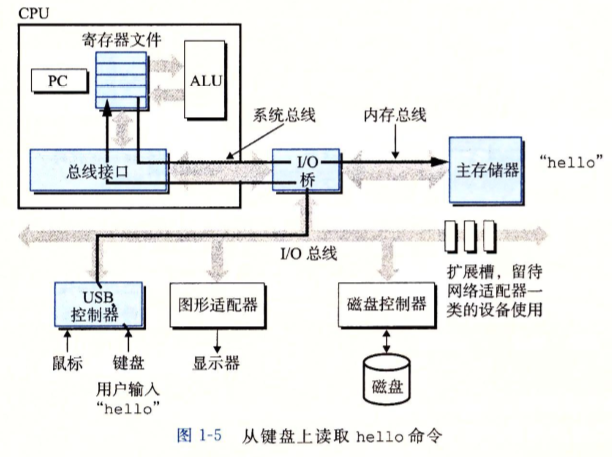 CPU
寄存器文件
PC
ALU
系统总线
内存总线
总线接口
I/O
桥
主存储器
“hello”
I/O 总线
扩展槽，留待
网络适配器一
类的设备使用
USB
控制器
图形适配器
磁盘控制器
鼠标
键盘
显示器
用户输入
“hello”
磁盘
图 1-5 从键盘上读取 hello 命令